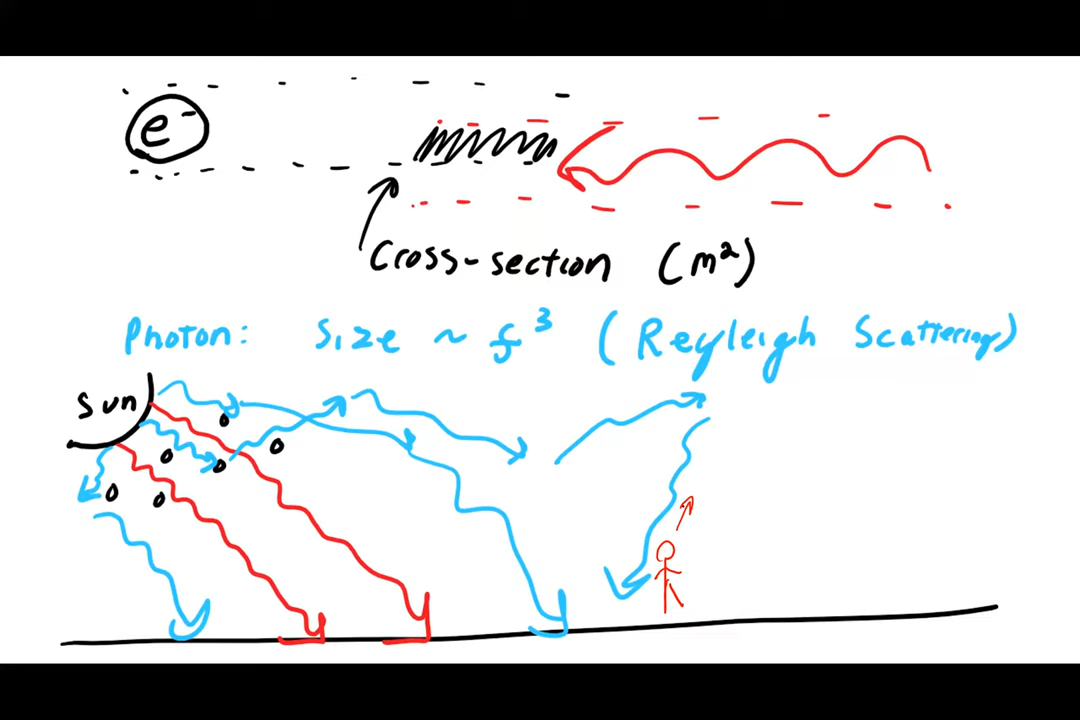 e⁻
Cross-section (m²)
Photon: Size ~ f³ (Reyleigh Scattering)
Sun